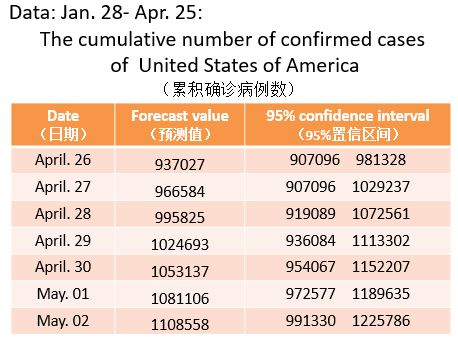 Data: Jan. 28- Apr. 25:
The cumulative number of confirmed cases
of United States of America
（累积确诊病例数）
Date Forecast value 95% confidence interval
（日期） （预测值） （95%置信区间）
April. 26 937027 907096 981328
April. 27 966584 907096 1029237
April. 28 995825 919089 1072561
April. 29 1024693 936084 1113302
April. 30 1053137 954067 1152207
May. 01 1081106 972577 1189635
May. 02 1108558 991330 1225786